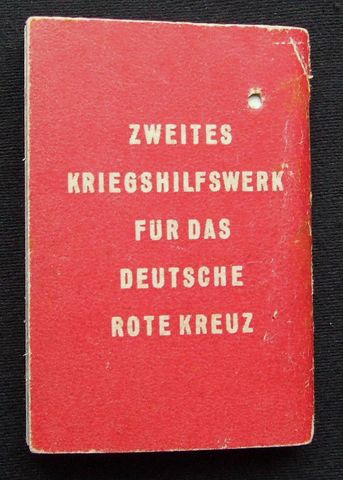 ZWEITES
KRIEGSHILFSWERK
FÜR DAS
DEUTSCHE
ROTE KREUZ